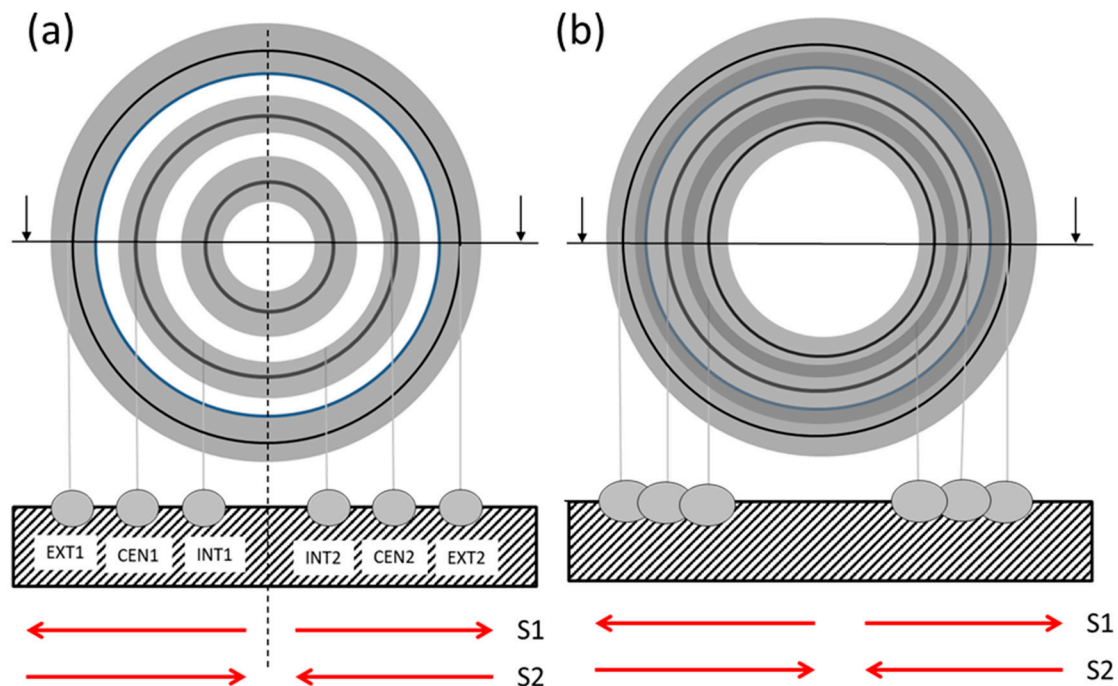 (a)
(b)
EXT1 CEN1 INT1 INT2 CEN2 EXT2
S1 S1
S2 S2